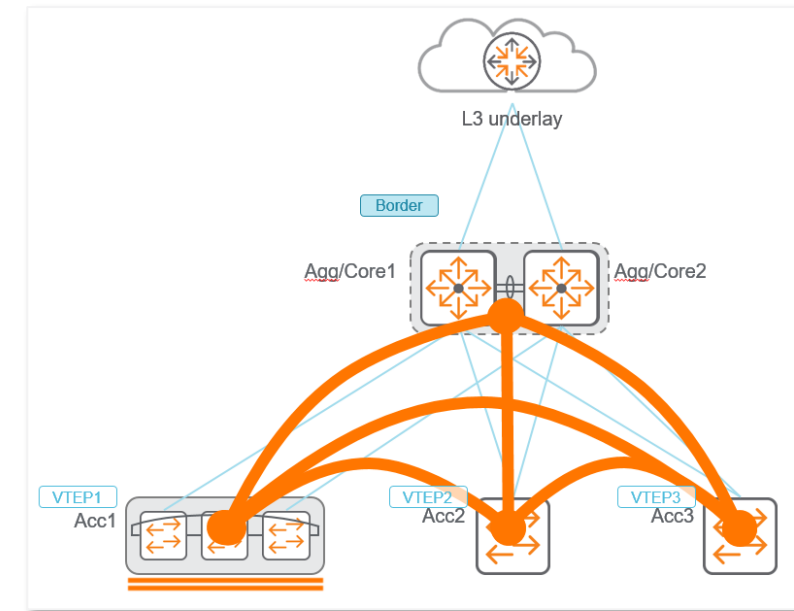 L3 underlay
Border
Agg/Core1
Agg/Core2
VTEP1
Acc1
VTEP2
Acc2
VTEP3
Acc3